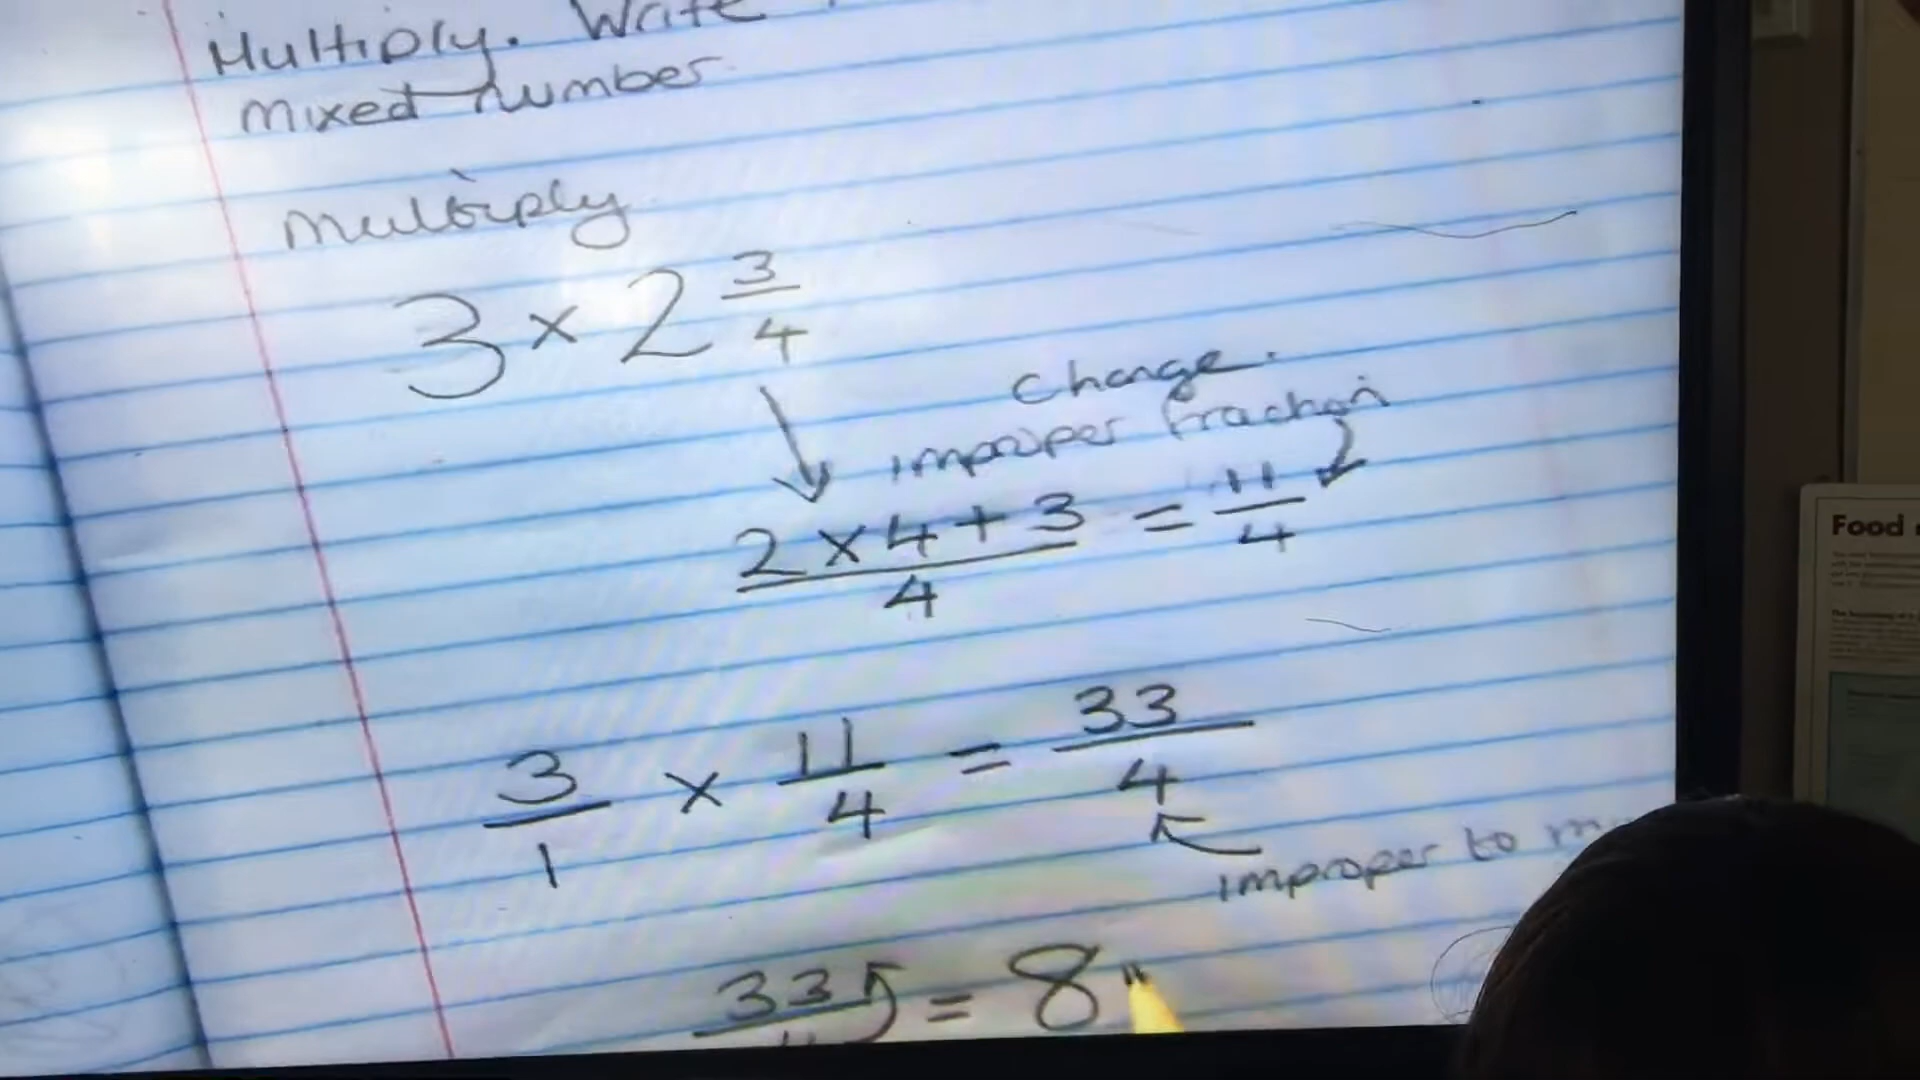 Multiply. Write
mixed number
Multiply
3 × 2 3/4
Change.
improper fraction
2 × 4 + 3 / 4 = 11/4
3/1 × 11/4 = 33/4
improper to
33 = 8
Food